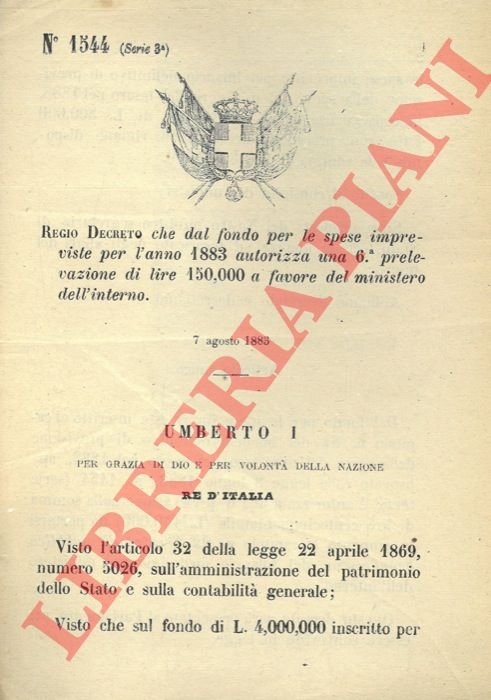 N° 1544 (Serie 3ª)
REGIO DECRETO che dal fondo per le spese impre-
viste per l'anno 1883 autorizza una 6.ª prele-
vazione di lire 150,000 a favore del ministero
dell'interno.
7 agosto 1883
UMBERTO I
PER GRAZIA DI DIO E PER VOLONTÀ DELLA NAZIONE
RE D'ITALIA
Visto l'articolo 32 della legge 22 aprile 1869,
numero 5026, sull'amministrazione del patrimonio
dello Stato e sulla contabilità generale;
Visto che sul fondo di L. 4,000,000 inscritto per
LIBRERIA PIANI